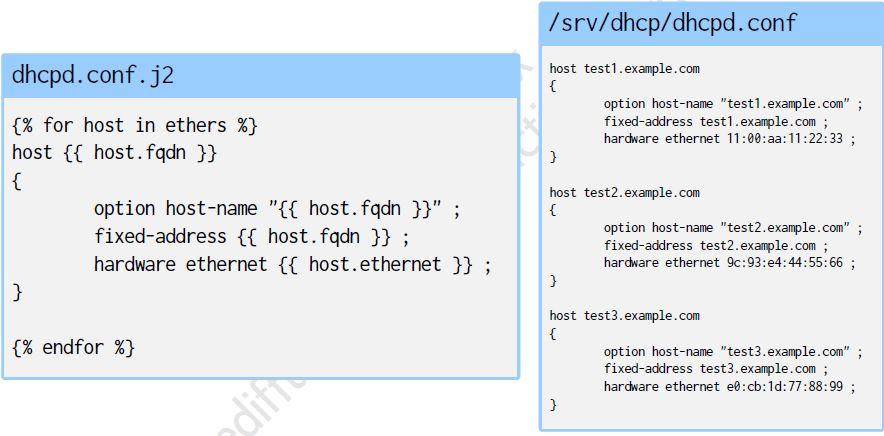 dhcpd.conf.j2
{% for host in ethers %}
host {{ host.fqdn }}
{
option host-name "{{ host.fqdn }}" ;
fixed-address {{ host.fqdn }} ;
hardware ethernet {{ host.ethernet }} ;
}
{% endfor %}
/srv/dhcp/dhcpd.conf
host test1.example.com
{
option host-name "test1.example.com" ;
fixed-address test1.example.com ;
hardware ethernet 11:00:aa:11:22:33 ;
}
host test2.example.com
{
option host-name "test2.example.com" ;
fixed-address test2.example.com ;
hardware ethernet 9c:93:e4:44:55:66 ;
}
host test3.example.com
{
option host-name "test3.example.com" ;
fixed-address test3.example.com ;
hardware ethernet e0:cb:1d:77:88:99 ;
}